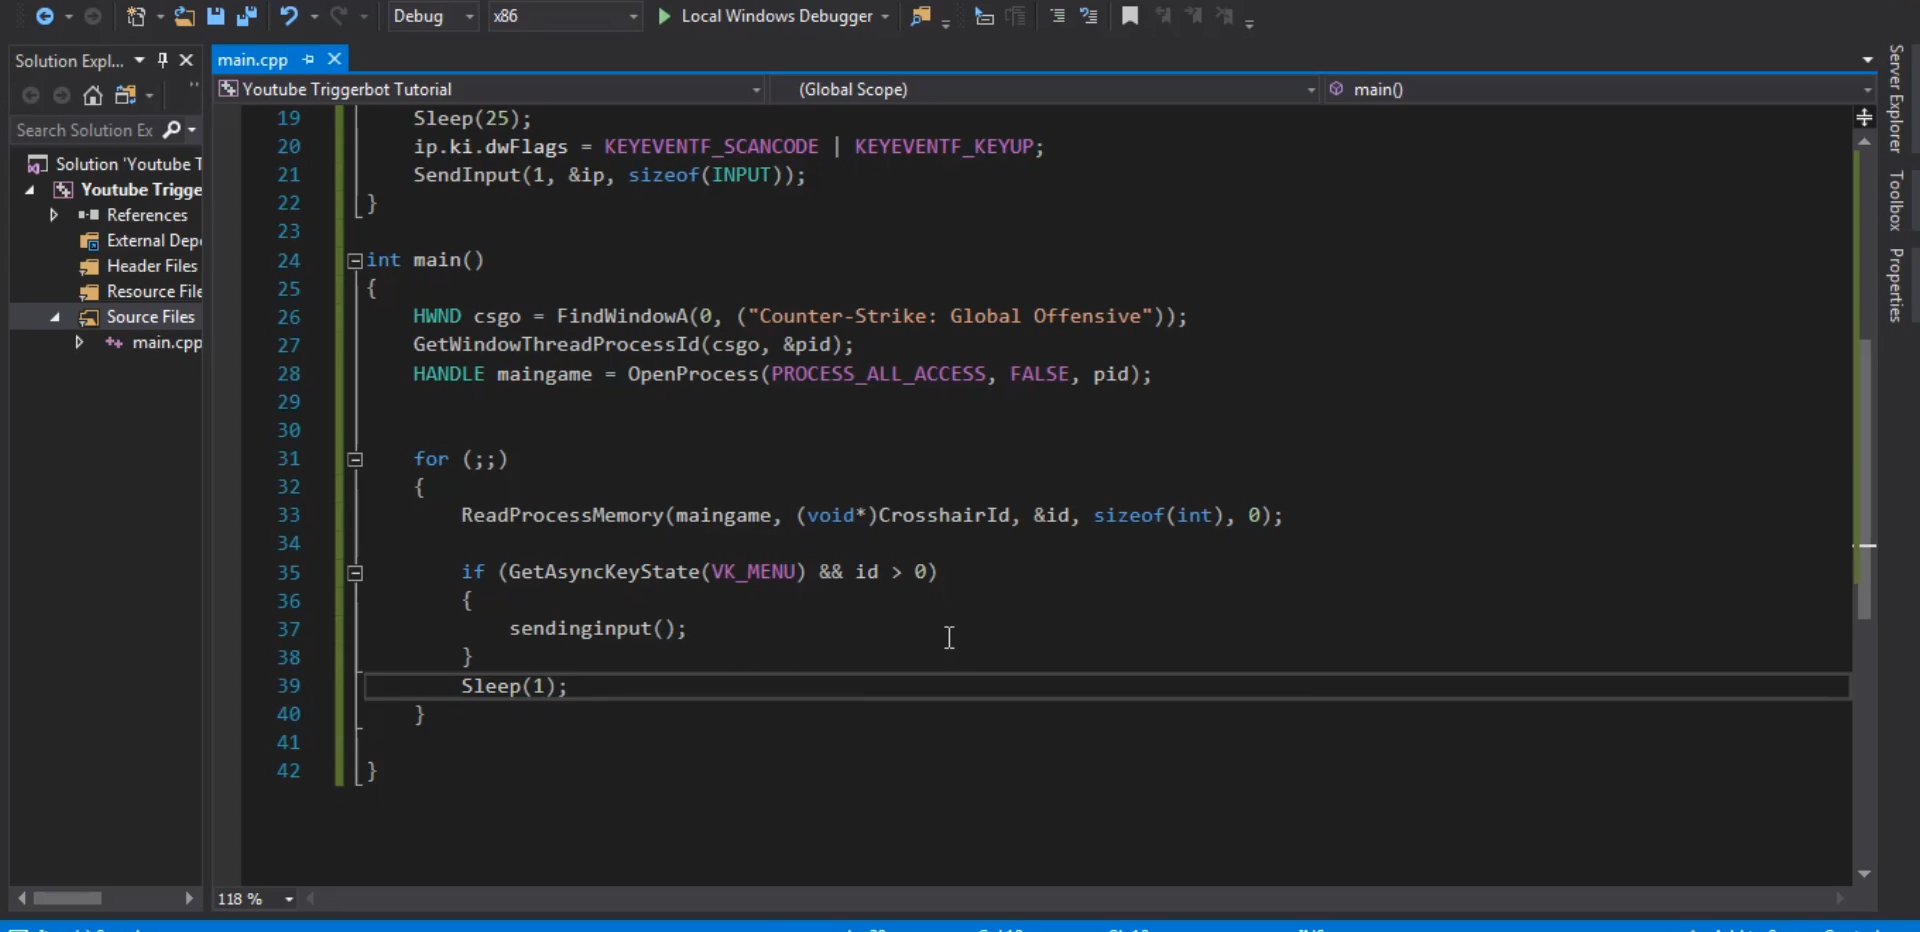 Debug
x86
Local Windows Debugger
Solution Expl...
main.cpp
Youtube Triggerbot Tutorial
(Global Scope)
main()
Search Solution Ex
Solution 'Youtube T
Youtube Trigge
References
External Dep
Header Files
Resource File
Source Files
main.cpp
19 Sleep(25);
20 ip.ki.dwFlags = KEYEVENTF_SCANCODE | KEYEVENTF_KEYUP;
21 SendInput(1, &ip, sizeof(INPUT));
22 }
23
24 int main()
25 {
26 HWND csgo = FindWindowA(0, ("Counter-Strike: Global Offensive"));
27 GetWindowThreadProcessId(csgo, &pid);
28 HANDLE maingame = OpenProcess(PROCESS_ALL_ACCESS, FALSE, pid);
29
30
31 for (;;)
32 {
33 ReadProcessMemory(maingame, (void*)CrosshairId, &id, sizeof(int), 0);
34
35 if (GetAsyncKeyState(VK_MENU) && id > 0)
36 {
37 sendinginput();
38 }
39 Sleep(1);
40 }
41
42 }
118 %
Server Explorer
Toolbox
Properties